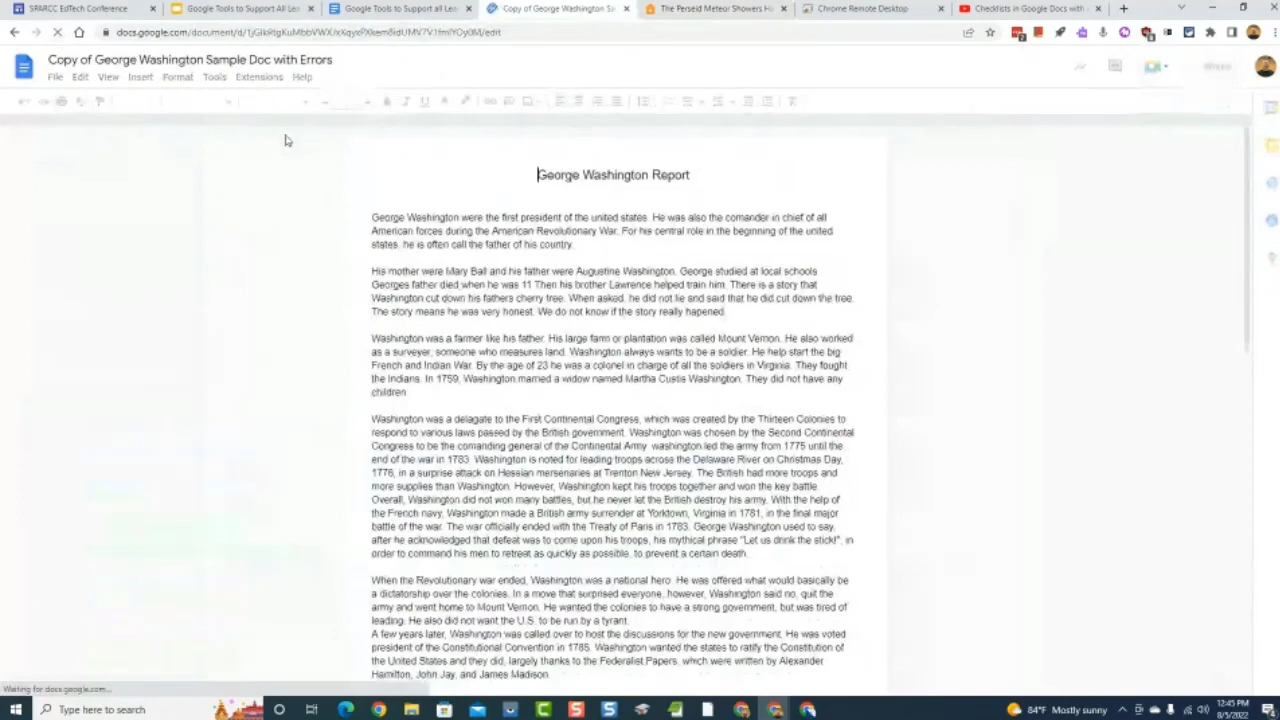 SPARCC EdTech Conference
Google Tools to Support All Lea
Google Tools to Support all Lea
Copy of George Washington Sa
The Perseid Meteor Showers H
Chrome Remote Desktop
Checklists in Google Docs with
Copy of George Washington Sample Doc with Errors
File Edit View Insert Format Tools Extensions Help
George Washington Report
George Washington were the first president of the united states. He was also the comander in chief of all
American forces during the American Revolutionary War. For his central role in the beginning of the united
states, he is often call the father of his country.
His mother were Mary Ball and his father were Augustine Washington. George studied at local schools
Georges father died when he was 11 Then his brother Lawrence helped train him. There is a story that
Washington cut down his fathers cherry tree. When asked, he did not lie and said that he did cut down the tree.
The story means he was very honest. We do not know if the story really hapened.
Washington was a farmer like his father. His large farm or plantation was called Mount Vernon. He also worked
as a surveyor, someone who measures land. Washington always wants to be a soldier. He help start the big
French and Indian War. By the age of 23 he was a colonel in charge of all the soldiers in Virginia. They fought
the Indians. In 1759, Washington married a widow named Martha Custis Washington. They did not have any
children
Washington was a delagate to the First Continental Congress, which was created by the Thirteen Colonies to
respond to various laws passed by the British government. Washington was chosen by the Second Continental
Congress to be the comanding general of the Continental Army. washington led the army from 1775 until the
end of the war in 1783. Washington is noted for leading troops across the Delaware River on Christmas Day,
1776, in a surprise attack on Hessian mersenaries at Trenton New Jersey. The British had more troops and
more supplies than Washington. However, Washington kept his troops together and won the key battle.
Overall, Washington did not won many battles, but he never let the British destroy his army. With the help of
the French navy, Washington made a British army surrender at Yorktown, Virginia in 1781, in the final major
battle of the war. The war officially ended with the Treaty of Paris in 1783. George Washington used to say,
after he acknowledged that defeat was to come upon his troops, his mythical phrase "Let us drink the stick!", in
order to command his men to retreat as quickly as possible, to prevent a certain death.
When the Revolutionary war ended, Washington was a national hero. He was offered what would basically be
a dictatorship over the colonies. In a move that surprised everyone, however, Washington said no, quit the
army and went home to Mount Vernon. He wanted the colonies to have a strong government, but was tired of
leading. He also did not want the U.S. to be run by a tyrant.
A few years later, Washington was called over to host the discussions for the new government. He was voted
president of the Constitutional Convention in 1785. Washington wanted the states to ratify the Constitution of
the United States and they did, largely thanks to the Federalist Papers, which were written by Alexander
Hamilton, John Jay, and James Madison.
Waiting for docs.google.com...
Type here to search
84°F Mostly sunny
12:45 PM
8/5/2022